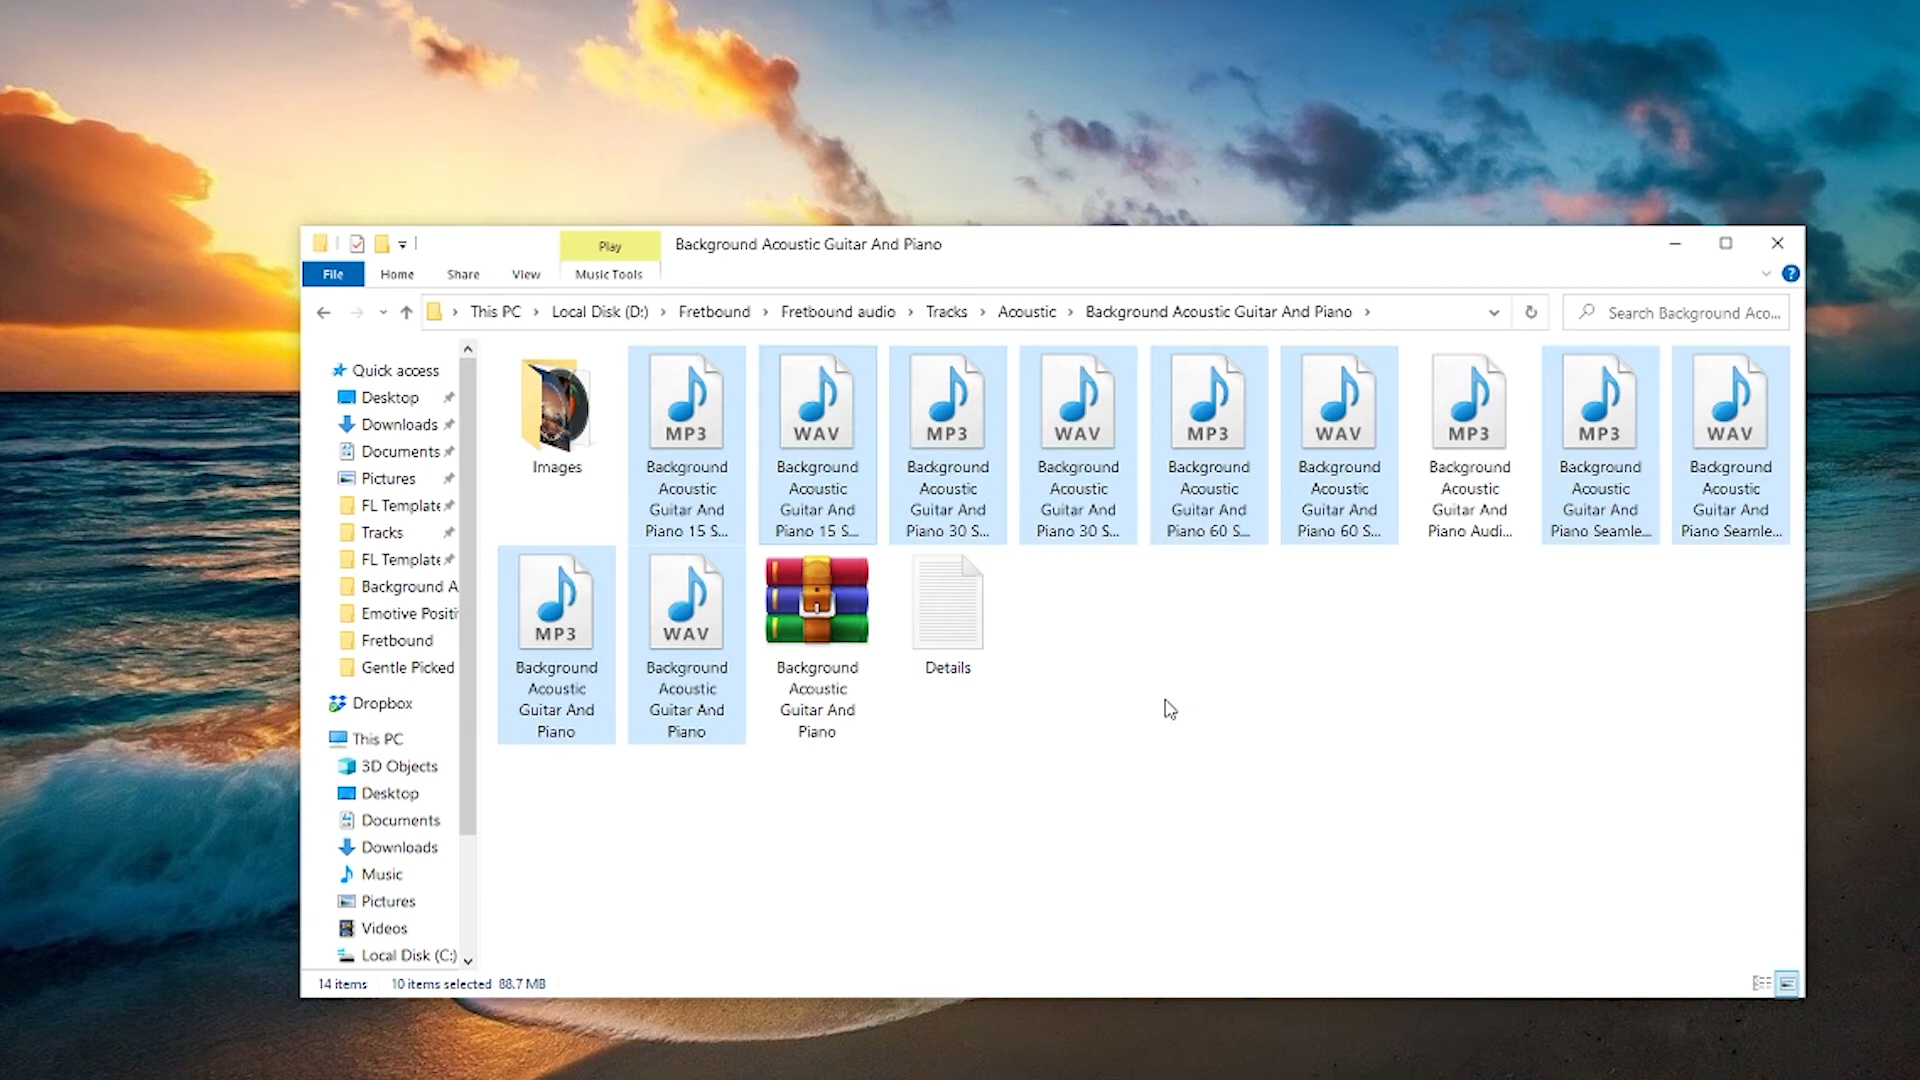 Play
Background Acoustic Guitar And Piano
File
Home
Share
View
Music Tools
?
This PC
Local Disk (D:)
Fretbound
Fretbound audio
Tracks
Acoustic
Background Acoustic Guitar And Piano
Search Background Aco...
Quick access
Desktop
Downloads
Documents
Pictures
FL Template
Tracks
FL Template
Background A
Emotive Positi
Fretbound
Gentle Picked
Dropbox
This PC
3D Objects
Desktop
Documents
Downloads
Music
Pictures
Videos
Local Disk (C:)
Images
MP3
Background
Acoustic
Guitar And
Piano 15 S...
WAV
Background
Acoustic
Guitar And
Piano 15 S...
MP3
Background
Acoustic
Guitar And
Piano 30 S...
WAV
Background
Acoustic
Guitar And
Piano 30 S...
MP3
Background
Acoustic
Guitar And
Piano 60 S...
WAV
Background
Acoustic
Guitar And
Piano 60 S...
MP3
Background
Acoustic
Guitar And
Piano Audi...
MP3
Background
Acoustic
Guitar And
Piano Seamle...
WAV
Background
Acoustic
Guitar And
Piano Seamle...
MP3
Background
Acoustic
Guitar And
Piano
WAV
Background
Acoustic
Guitar And
Piano
Background
Acoustic
Guitar And
Piano
Details
14 items
10 items selected 88.7 MB